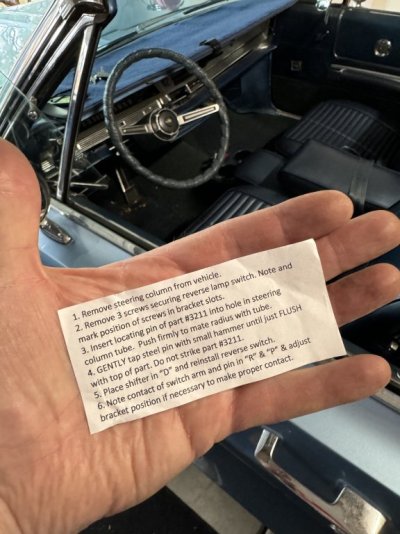 1. Remove steering column from vehicle.
2. Remove 3 screws securing reverse lamp switch. Note and
mark position of screws in bracket slots.
3. Insert locating pin of part #3211 into hole in steering
column tube. Push firmly to mate radius with tube.
4. GENTLY tap steel pin with small hammer until just FLUSH
with top of part. Do not strike part #3211.
5. Place shifter in "D" and reinstall reverse switch.
6. Note contact of switch arm and pin in "R" & "P" & adjust
bracket position if necessary to make proper contact.